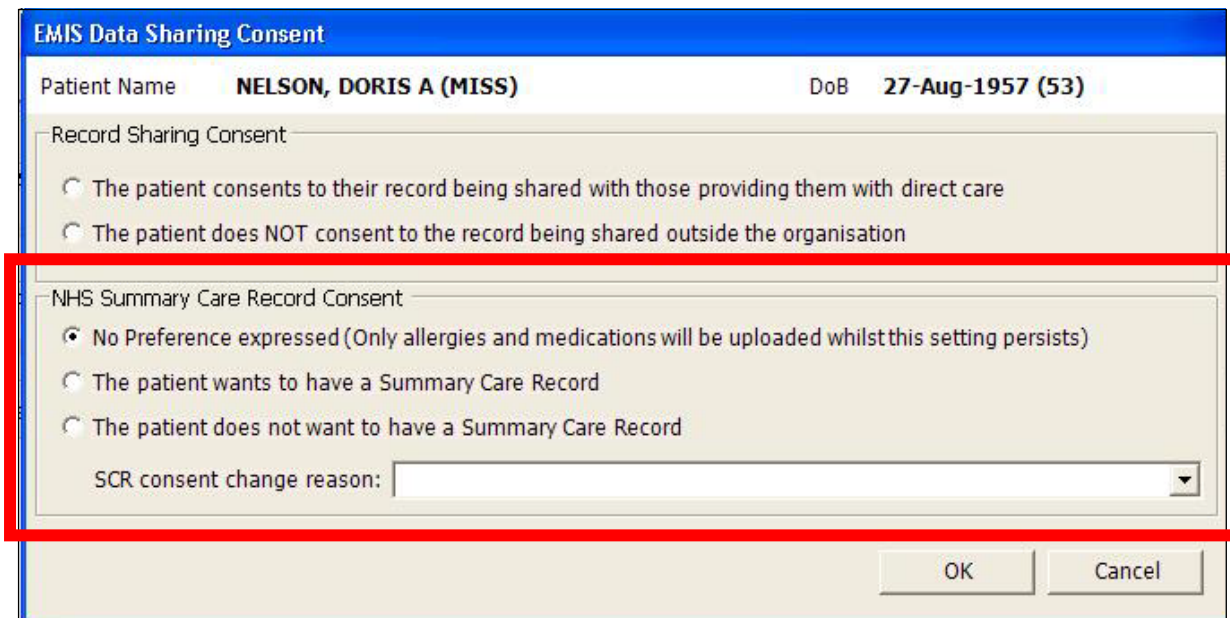 EMIS Data Sharing Consent
Patient Name NELSON, DORIS A (MISS) DoB 27-Aug-1957 (53)
Record Sharing Consent
The patient consents to their record being shared with those providing them with direct care
The patient does NOT consent to the record being shared outside the organisation
NHS Summary Care Record Consent
No Preference expressed (Only allergies and medications will be uploaded whilst this setting persists)
The patient wants to have a Summary Care Record
The patient does not want to have a Summary Care Record
SCR consent change reason:
OK Cancel